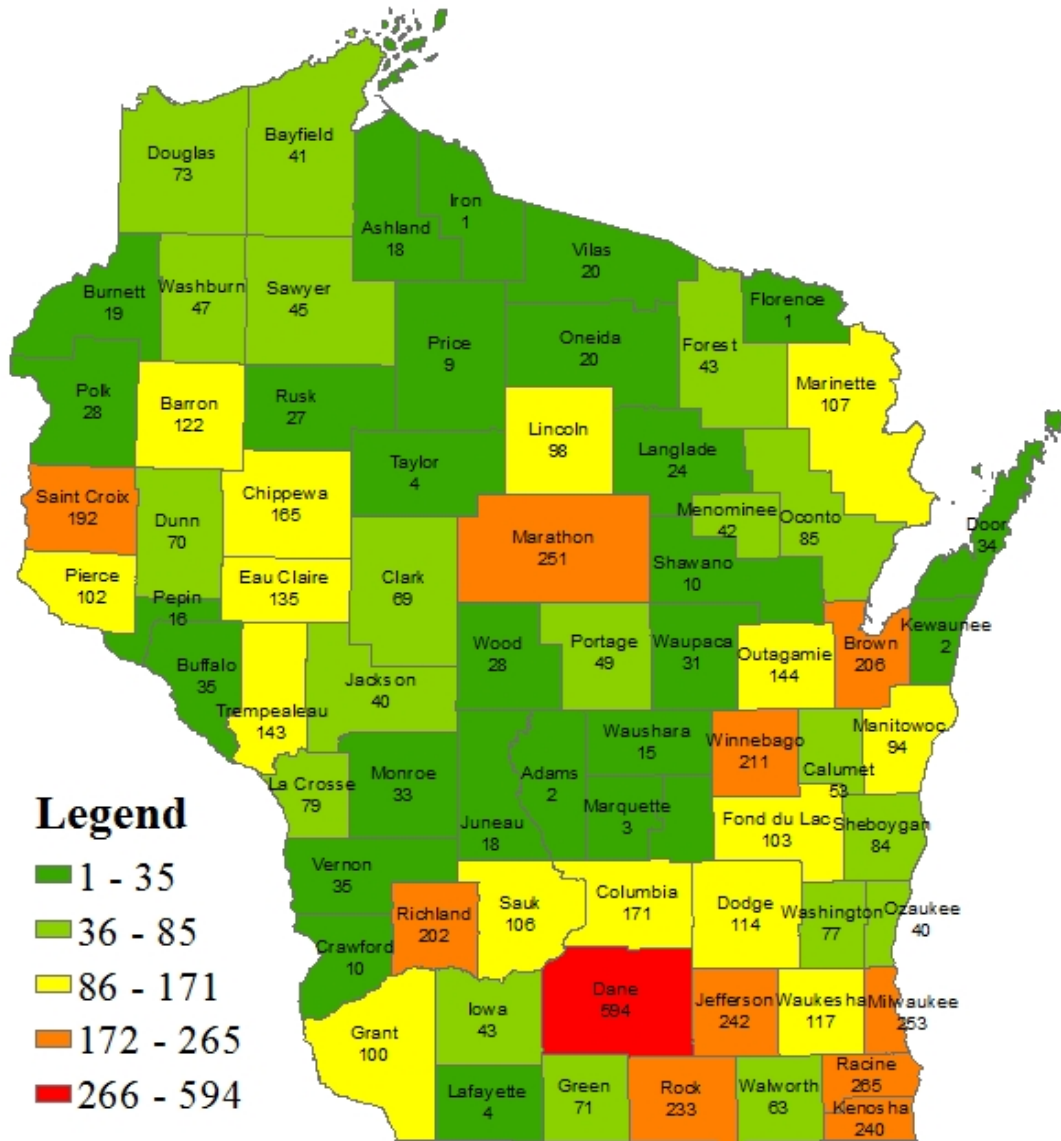 Douglas
73
Bayfield
41
Iron
1
Ashland
18
Vilas
20
Burnett
19
Washburn
47
Sawyer
45
Florence
1
Price
9
Oneida
20
Forest
43
Marinette
107
Polk
28
Barron
122
Rusk
27
Lincoln
98
Langlade
24
Taylor
4
Saint Croix
192
Dunn
70
Chippewa
165
Marathon
251
Menominee
42
Oconto
85
Door
34
Shawano
10
Pierce
102
Eau Claire
135
Clark
69
Pepin
16
Kewaunee
2
Brown
206
Wood
28
Portage
49
Waupaca
31
Outagamie
144
Buffalo
35
Jackson
40
Trempealeau
143
Manitowoc
94
Waushara
15
Winnebago
211
Calumet
53
La Crosse
79
Monroe
33
Adams
2
Marquette
3
Juneau
18
Fond du Lac
103
Sheboygan
84
Vernon
35
Richland
202
Sauk
106
Columbia
171
Dodge
114
Washington
77
Ozaukee
40
Crawford
10
Grant
100
Iowa
43
Dane
594
Jefferson
242
Waukesha
117
Milwaukee
253
Lafayette
4
Green
71
Rock
233
Walworth
63
Racine
265
Kenosha
240
Legend
1 - 35
36 - 85
86 - 171
172 - 265
266 - 594